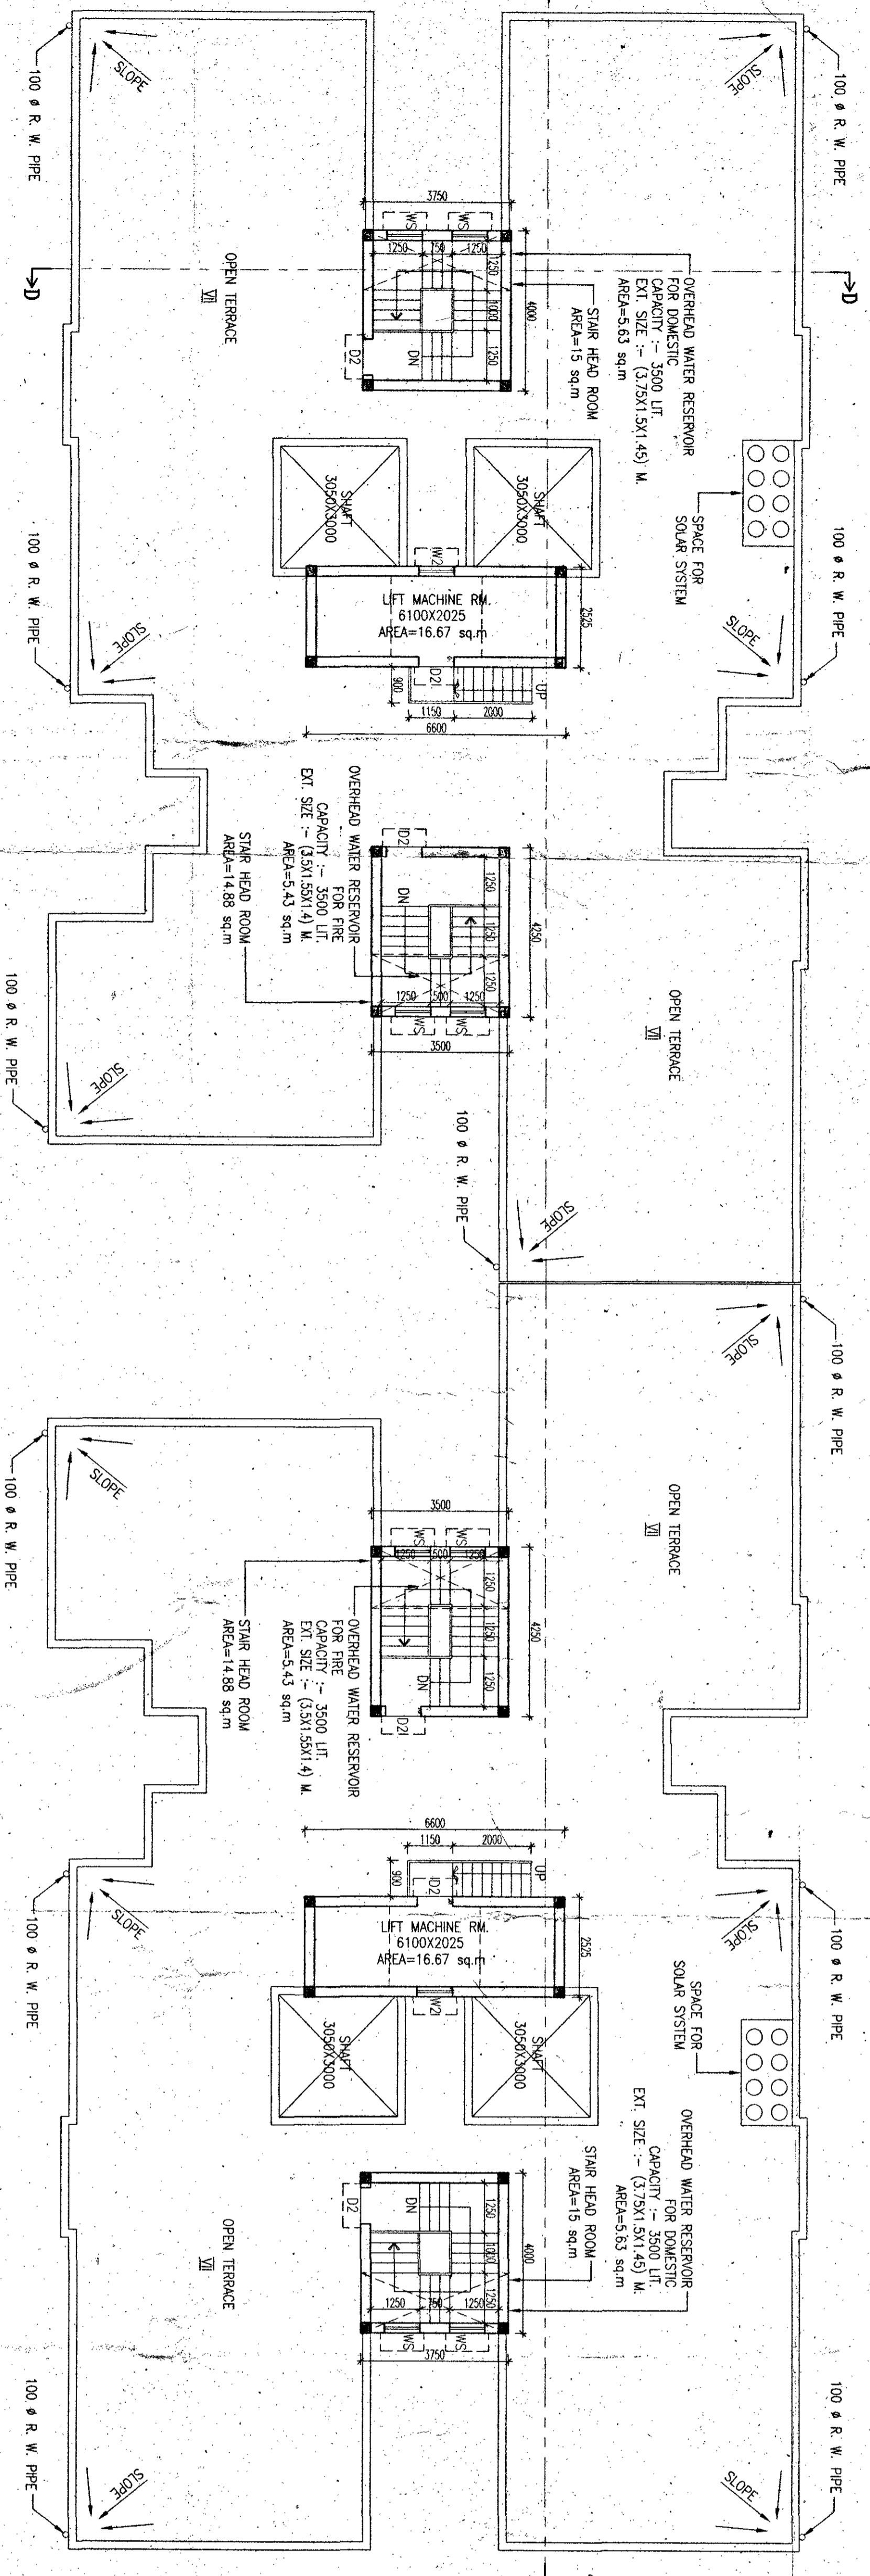 100 ø R. W. PIPE
SLOPE
SLOPE
100 ø R. W. PIPE
3750
WS
WS
1250
750
1250
1250
1000
1250
4000
DN
D2
OPEN TERRACE
VII
D
D
OVERHEAD WATER RESERVOIR
FOR DOMESTIC
CAPACITY :- 3500 LIT.
EXT. SIZE :- (3.75X1.5X1.45) M.
AREA=5.63 sq.m
STAIR HEAD ROOM
AREA=15 sq.m
SHAFT
3050X3000
SHAFT
3050X3000
SPACE FOR
SOLAR SYSTEM
100 ø R. W. PIPE
100 ø R. W. PIPE
W2
LIFT MACHINE RM.
6100X2025
AREA=16.67 sq.m
2525
SLOPE
SLOPE
D2
UP
900
1150
2000
6600
OVERHEAD WATER RESERVOIR
FOR FIRE
CAPACITY :- 3500 LIT.
EXT. SIZE :- (3.5X1.55X1.4) M.
AREA=5.43 sq.m
STAIR HEAD ROOM
AREA=14.88 sq.m
D2
DN
1250
1250
1250
4250
1250
500
1250
WS
WS
3500
OPEN TERRACE
VII
100 ø R. W. PIPE
SLOPE
100 ø R. W. PIPE
SLOPE
SLOPE
100 ø R. W. PIPE
SLOPE
100 ø R. W. PIPE
OPEN TERRACE
VII
3500
WS
WS
1250
500
1250
1250
1250
1250
4250
DN
D2
OVERHEAD WATER RESERVOIR
FOR FIRE
CAPACITY :- 3500 LIT.
EXT. SIZE :- (3.5X1.55X1.4) M.
AREA=5.43 sq.m
STAIR HEAD ROOM
AREA=14.88 sq.m
6600
1150
2000
900
D2
UP
LIFT MACHINE RM.
6100X2025
AREA=16.67 sq.m
2525
W2
SLOPE
SLOPE
100 ø R. W. PIPE
100 ø R. W. PIPE
SHAFT
3050X3000
SHAFT
3050X3000
SPACE FOR
SOLAR SYSTEM
OVERHEAD WATER RESERVOIR
FOR DOMESTIC
CAPACITY :- 3500 LIT.
EXT. SIZE :- (3.75X1.5X1.45) M.
AREA=5.63 sq.m
STAIR HEAD ROOM
AREA=15 sq.m
D2
DN
1250
1000
1250
4000
1250
750
1250
WS
WS
3750
OPEN TERRACE
VII
SLOPE
SLOPE
100 ø R. W. PIPE
100 ø R. W. PIPE